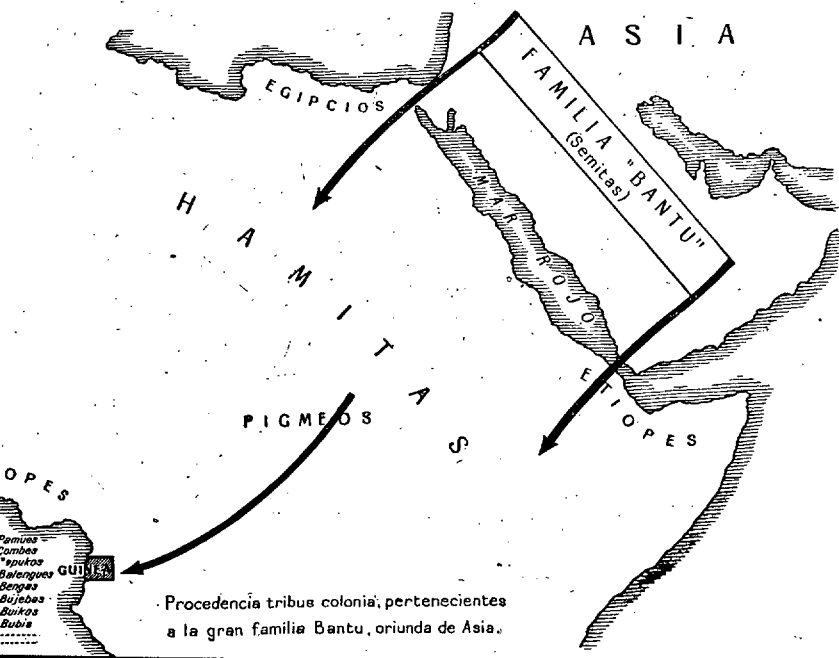 ASIA
FAMILIA "BANTU"
(Semitas)
EGIPCIOS
MAR ROJO
HAMITAS
ETIOPES
PIGMEOS
OPES
Pamues
Combes
Balengues
Bengas
Bujebas
Buikos
Bubis
GUINEA
Procedencia tribus colonia, pertenecientes
a la gran familia Bantu, oriunda de Asia.